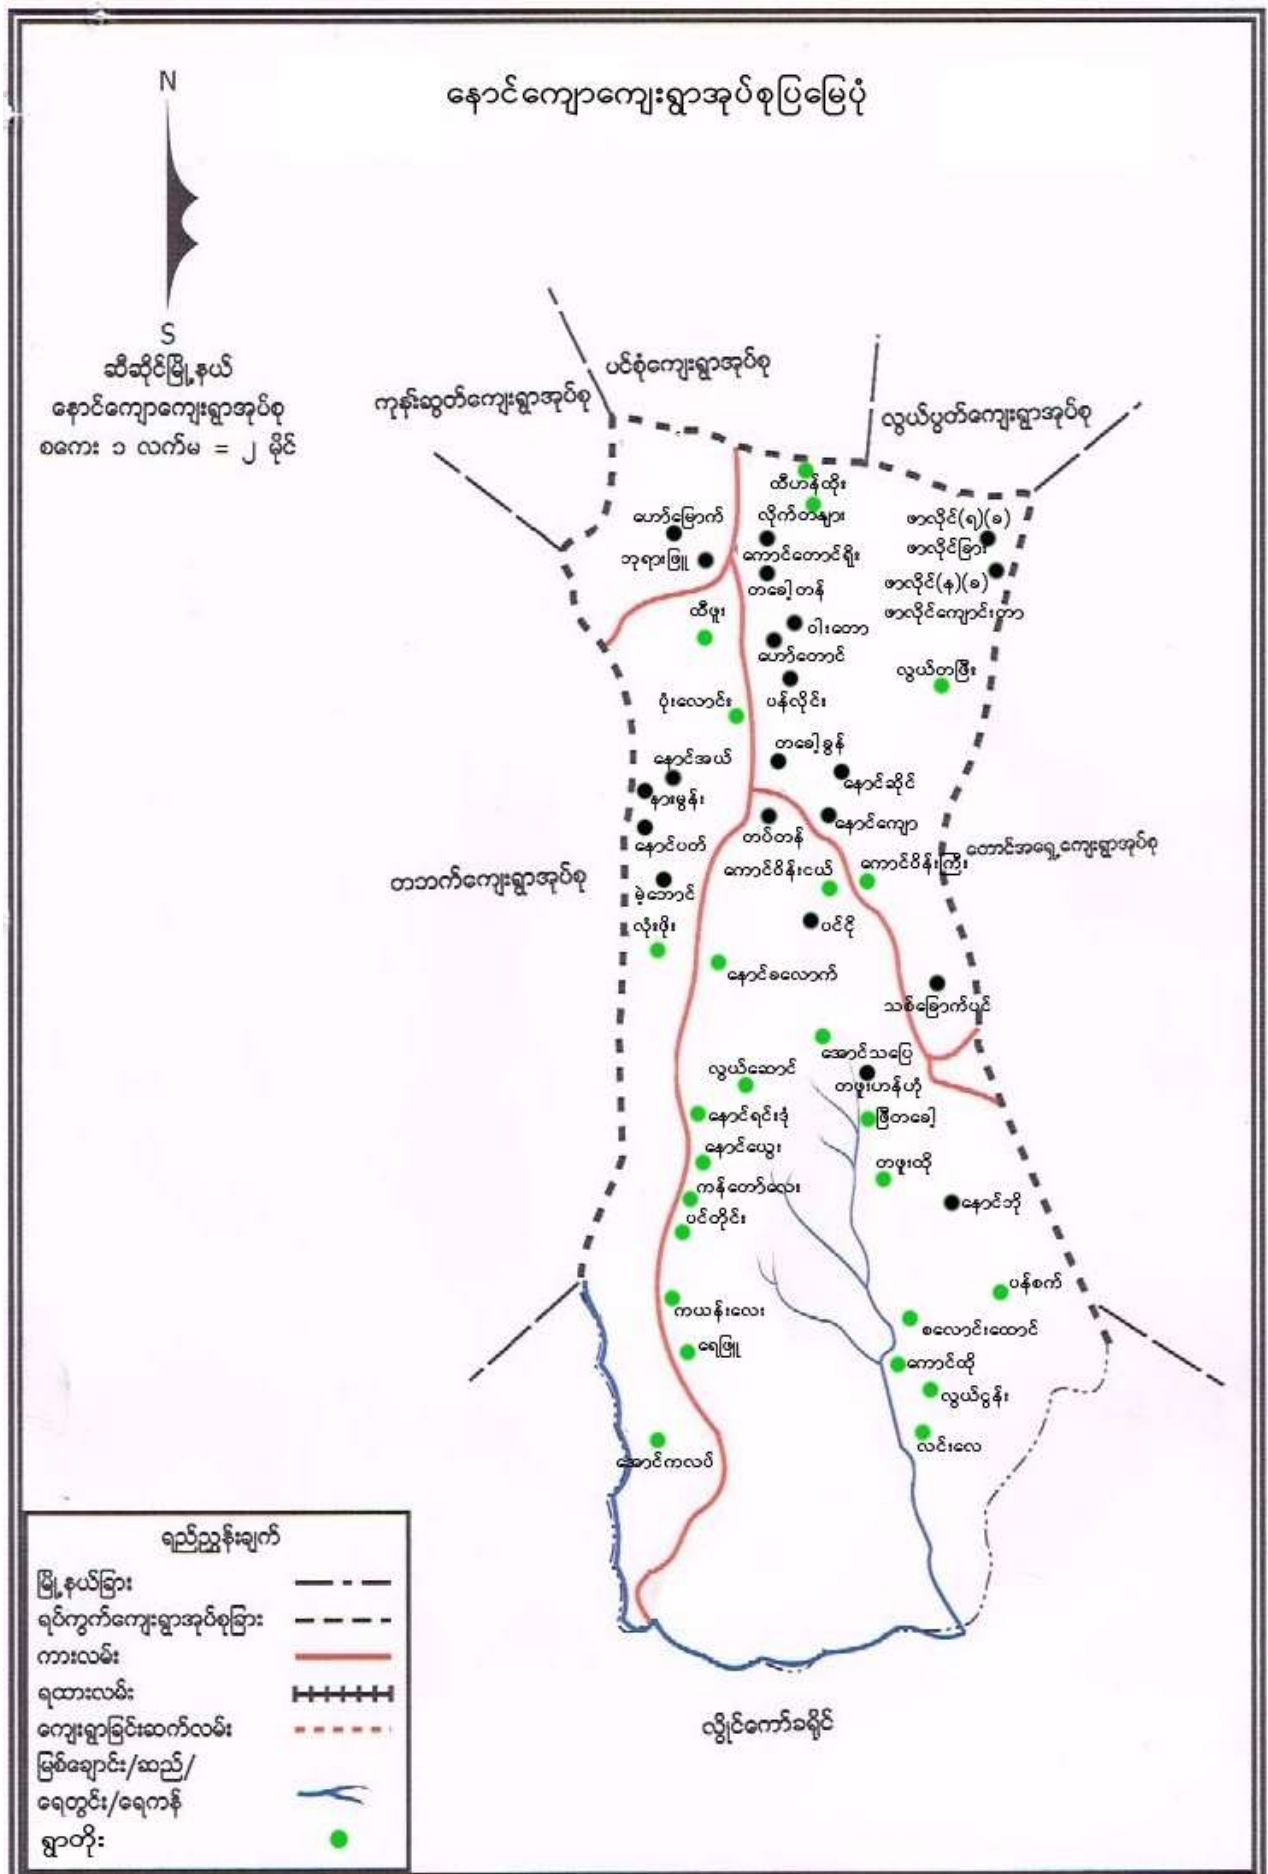 နောင်ကျောကျေးရွာအုပ်စုပြမြေပုံ
N
S
ဆီဆိုင်မြို့နယ်
နောင်ကျောကျေးရွာအုပ်စု
စကေး ၁ လက်မ = ၂ မိုင်
ပင်စုံကျေးရွာအုပ်စု
ကုန်းဆွတ်ကျေးရွာအုပ်စု
လွယ်ပွတ်ကျေးရွာအုပ်စု
ထီဟန်ထိုး
ဟော်မြောက်
လိုက်တနျား
ဖာလိုင်(ရ)(ခ)
ဘုရားဖြူ
ကောင်တောင်ရိုး
ဖာလိုင်ခြား
တခေါ့တန်
ဖာလိုင်(န)(ခ)
ထီဖူး
ဖာလိုင်ကျောင်းတာ
ဝါးတော
ဟော်တောင်
လွယ်တဖြီး
ပုံးလောင်း
ပန်လိုင်း
တခေါ့ခွန်
နောင်အယ်
နောင်ဆိုင်
နားမွန်း
နောင်ကျော
နောင်ပတ်
တပ်တန်
တောင်အရှေ့ကျေးရွာအုပ်စု
ကောင်ဝိန်းငယ်
ကောင်ဝိန်းကြီး
တဘက်ကျေးရွာအုပ်စု
မဲ့ဘောင်
လုံးဖိုး
ပင်ငို
နောင်ခလောက်
သစ်ခြောက်ပင်
အောင်သပြေ
လွယ်ဆောင်
တဖူးဟန်ဟို
နောင်ရင်းဒုံ
ဖြီတခေါ့
နောင်ယွေး
တဖူးထို
ကန်တော်လေး
နောင်ဘို
ပင်တိုင်း
ပန်စက်
ကယန်းလေး
စလောင်းထောင်
ရေဖြူ
ကောင်ထို
လွယ်ငွန်း
လင်းလေ
အောင်ကလပ်
ရည်ညွှန်းချက်
မြို့နယ်ခြား
ရပ်ကွက်ကျေးရွာအုပ်စုခြား
ကားလမ်း
ရထားလမ်း
ကျေးရွာခြင်းဆက်လမ်း
မြစ်ချောင်း/ဆည်/
ရေတွင်း/ရေကန်
ရွာတိုး
လွိုင်ကော်ခရိုင်